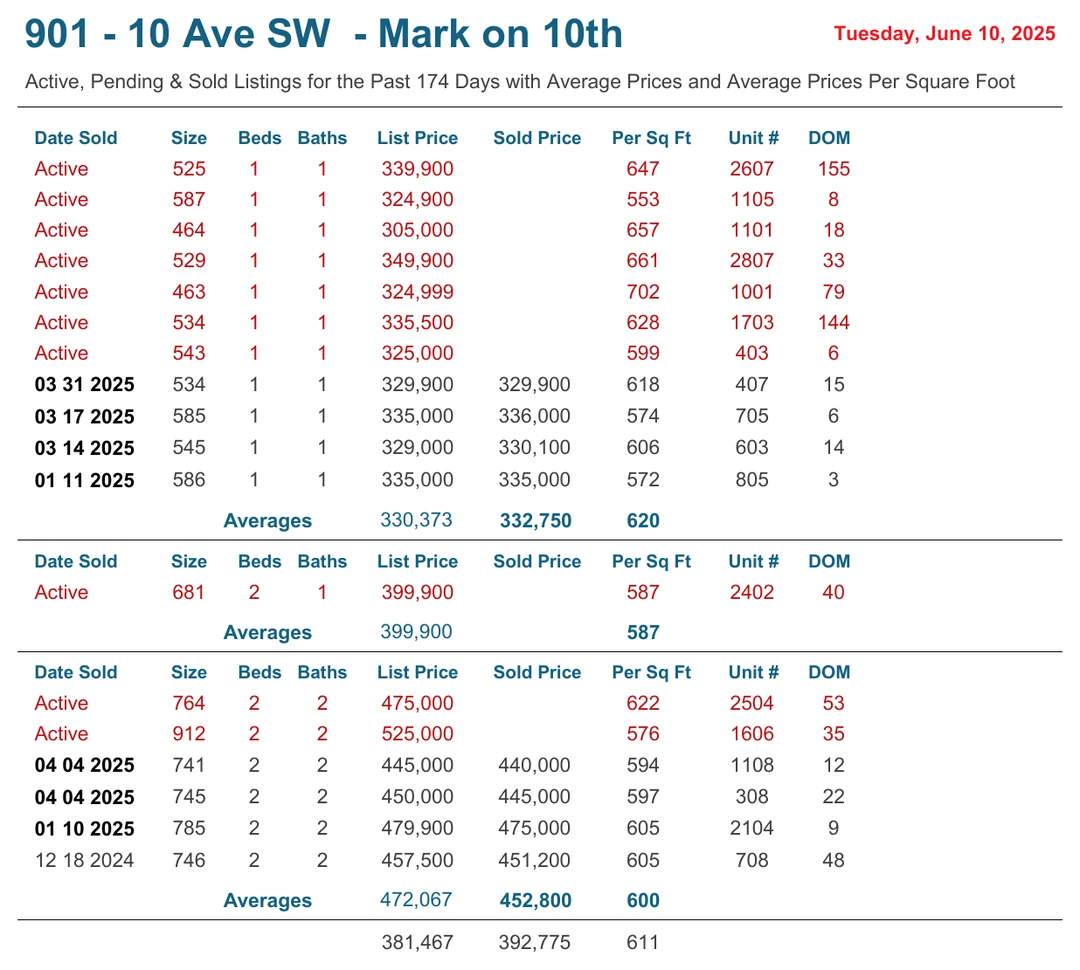 901 - 10 Ave SW - Mark on 10th Tuesday, June 10, 2025
Active, Pending & Sold Listings for the Past 174 Days with Average Prices and Average Prices Per Square Foot
Date Sold Size Beds Baths List Price Sold Price Per Sq Ft Unit # DOM
Active 525 1 1 339,900 647 2607 155
Active 587 1 1 324,900 553 1105 8
Active 464 1 1 305,000 657 1101 18
Active 529 1 1 349,900 661 2807 33
Active 463 1 1 324,999 702 1001 79
Active 534 1 1 335,500 628 1703 144
Active 543 1 1 325,000 599 403 6
03 31 2025 534 1 1 329,900 329,900 618 407 15
03 17 2025 585 1 1 335,000 336,000 574 705 6
03 14 2025 545 1 1 329,000 330,100 606 603 14
01 11 2025 586 1 1 335,000 335,000 572 805 3
Averages 330,373 332,750 620
Date Sold Size Beds Baths List Price Sold Price Per Sq Ft Unit # DOM
Active 681 2 1 399,900 587 2402 40
Averages 399,900 587
Date Sold Size Beds Baths List Price Sold Price Per Sq Ft Unit # DOM
Active 764 2 2 475,000 622 2504 53
Active 912 2 2 525,000 576 1606 35
04 04 2025 741 2 2 445,000 440,000 594 1108 12
04 04 2025 745 2 2 450,000 445,000 597 308 22
01 10 2025 785 2 2 479,900 475,000 605 2104 9
12 18 2024 746 2 2 457,500 451,200 605 708 48
Averages 472,067 452,800 600
381,467 392,775 611